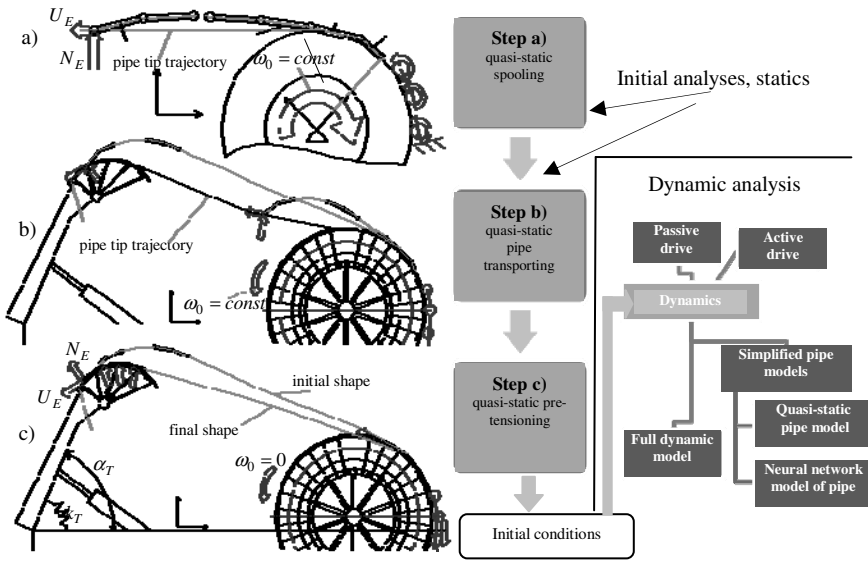 a)
U_E
N_E
pipe tip trajectory
ω_0 = const
b)
pipe tip trajectory
ω_0 = const
c)
N_E
U_E
initial shape
final shape
ω_0 = 0
α_T
k_T
Step a)
quasi-static
spooling
Initial analyses, statics
Step b)
quasi-static
pipe
transporting
Step c)
quasi-static pre-
tensioning
Initial conditions
Dynamic analysis
Passive
drive
Active
drive
Dynamics
Simplified pipe
models
Full dynamic
model
Quasi-static
pipe model
Neural network
model of pipe